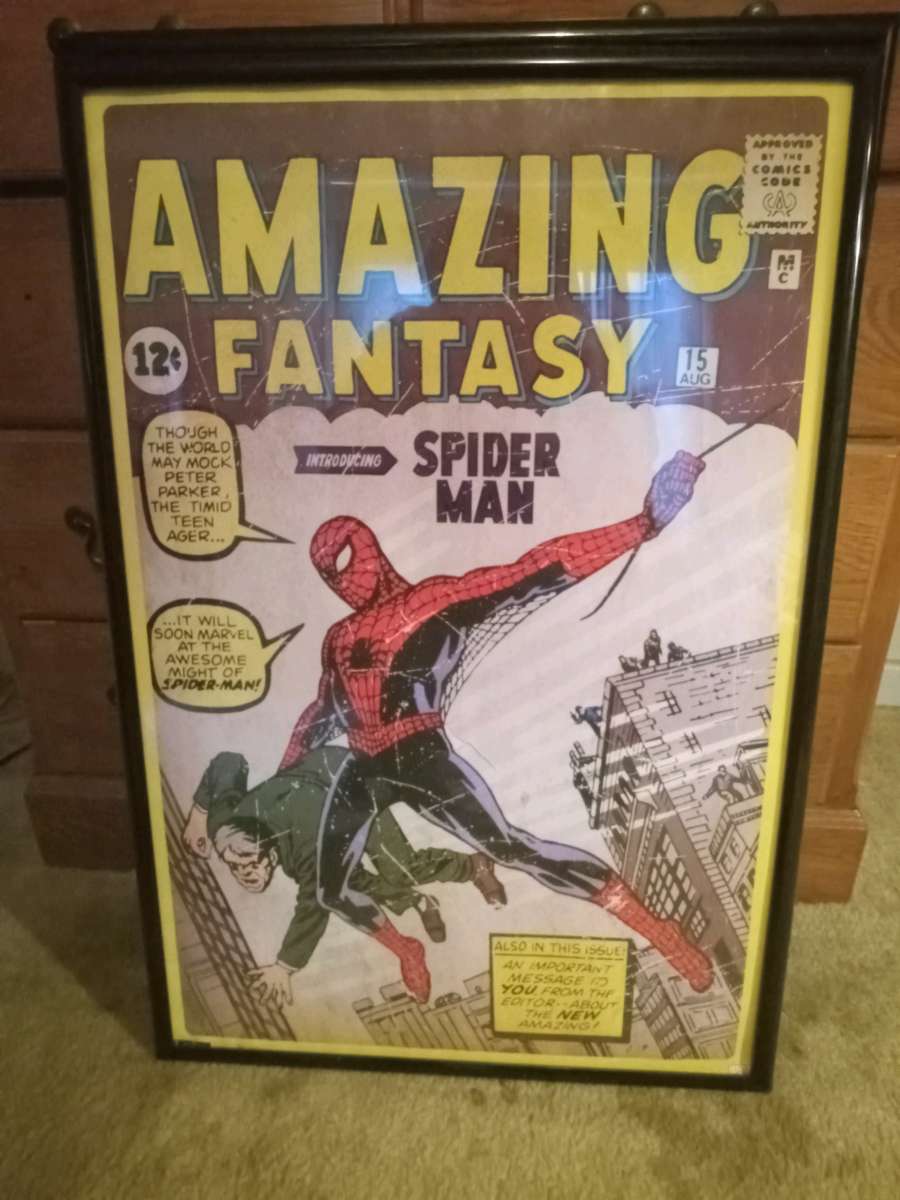 AMAZING
FANTASY
APPROVED
BY THE
COMICS
CODE
AUTHORITY
M
C
12¢
15
AUG
INTRODUCING
SPIDER
MAN
THOUGH
THE WORLD
MAY MOCK
PETER
PARKER,
THE TIMID
TEEN
AGER...
...IT WILL
SOON MARVEL
AT THE
AWESOME
MIGHT OF
SPIDER-MAN!
ALSO IN THIS ISSUE:
AN IMPORTANT
MESSAGE TO
YOU FROM THE
EDITOR--ABOUT
THE NEW
AMAZING!